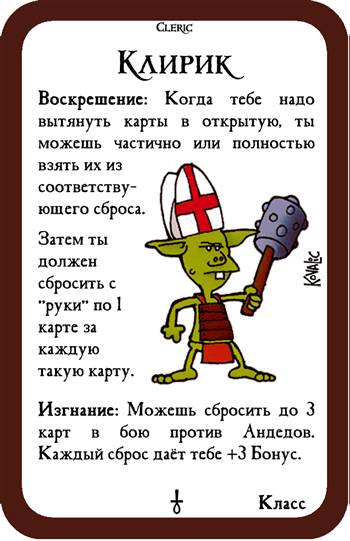 Cleric
Клирик
Воскрешение: Когда тебе надо
вытянуть карты в открытую, ты
можешь частично или полностью
взять их из
соответству-
ющего сброса.
Затем ты
должен
сбросить с
"руки" по 1
карте за
каждую
такую карту.
Kovalic
Изгнание: Можешь сбросить до 3
карт в бою против Андедов.
Каждый сброс даёт тебе +3 Бонус.
Класс